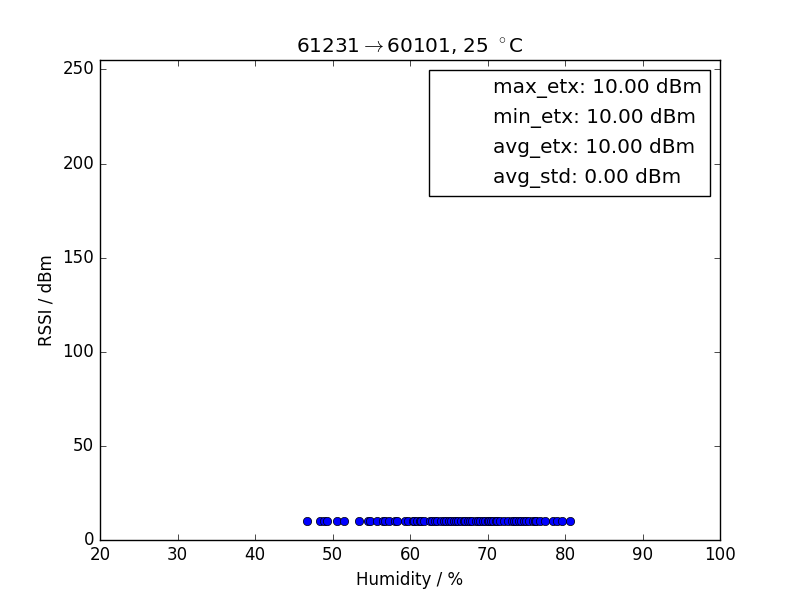 61231→60101, 25 °C
max_etx: 10.00 dBm
min_etx: 10.00 dBm
avg_etx: 10.00 dBm
avg_std: 0.00 dBm
RSSI / dBm
250
200
150
100
50
0
20 30 40 50 60 70 80 90 100
Humidity / %